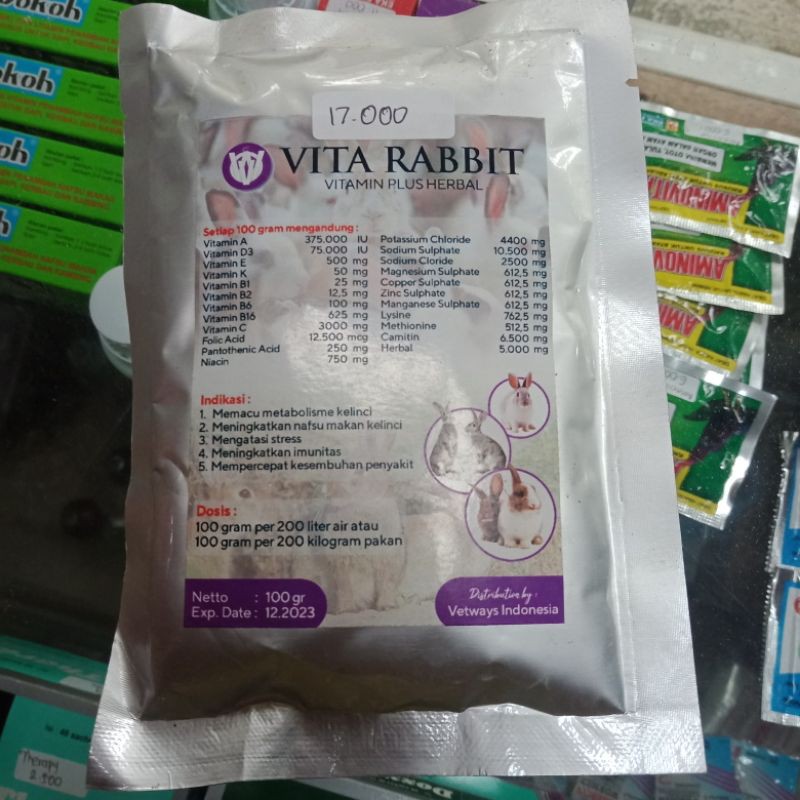 17.000
VITA RABBIT
VITAMIN PLUS HERBAL
Setiap 100 gram mengandung :
Vitamin A 375.000 IU Potassium Chloride 4400 mg
Vitamin D3 75.000 IU Sodium Sulphate 10.500 mg
Vitamin E 500 mg Sodium Cloride 2500 mg
Vitamin K 50 mg Magnesium Sulphate 612,5 mg
Vitamin B1 25 mg Copper Sulphate 612,5 mg
Vitamin B2 12,5 mg Zinc Sulphate 612,5 mg
Vitamin B6 100 mg Manganese Sulphate 612,5 mg
Vitamin B16 625 mg Lysine 762,5 mg
Vitamin C 3000 mg Methionine 512,5 mg
Folic Acid 12.500 mcg Carnitin 6.500 mg
Pantothenic Acid 250 mg Herbal 5.000 mg
Niacin 750 mg
Indikasi :
1. Memacu metabolisme kelinci
2. Meningkatkan nafsu makan kelinci
3. Mengatasi stress
4. Meningkatkan imunitas
5. Mempercepat kesembuhan penyakit
Dosis :
100 gram per 200 liter air atau
100 gram per 200 kilogram pakan
Netto : 100 gr
Exp. Date : 12.2023
Distribution by :
Vetways Indonesia
okoh
okoh
oh
AMINOVIT
AMINOV
Therapy
2.500